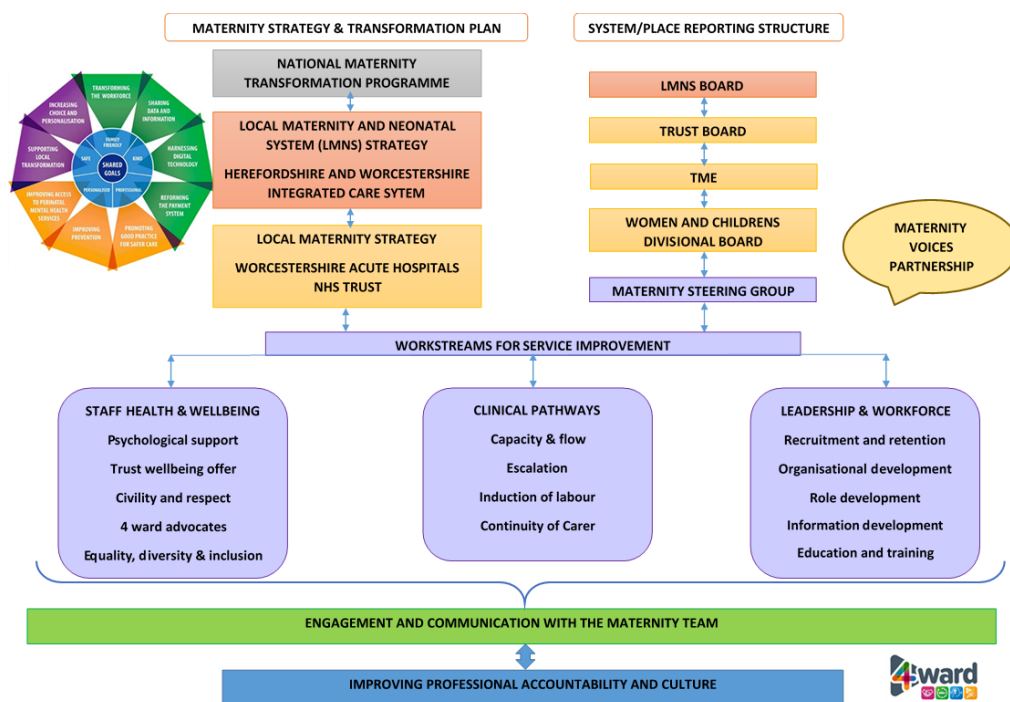 MATERNITY STRATEGY & TRANSFORMATION PLAN
SYSTEM/PLACE REPORTING STRUCTURE
NATIONAL MATERNITY
TRANSFORMATION PROGRAMME
LOCAL MATERNITY AND NEONATAL
SYSTEM (LMNS) STRATEGY
HEREFORDSHIRE AND WORCESTERSHIRE
INTEGRATED CARE SYTEM
LOCAL MATERNITY STRATEGY
WORCESTERSHIRE ACUTE HOSPITALS
NHS TRUST
TRANSFORMING
THE WORKFORCE
SHARING
DATA AND
INFORMATION
HARNESSING
DIGITAL
TECHNOLOGY
REFORMING
THE PAYMENT
SYSTEM
PROMOTING
GOOD PRACTICE
FOR SAFER CARE
IMPROVING
PREVENTION
IMPROVING ACCESS
TO PERINATAL
MENTAL HEALTH
SERVICES
SUPPORTING
LOCAL
TRANSFORMATION
INCREASING
CHOICE AND
PERSONALISATION
FAMILY
FRIENDLY
SAFE
KIND
SHARED
GOALS
PERSONALISED
PROFESSIONAL
LMNS BOARD
TRUST BOARD
TME
WOMEN AND CHILDRENS
DIVISIONAL BOARD
MATERNITY STEERING GROUP
MATERNITY
VOICES
PARTNERSHIP
WORKSTREAMS FOR SERVICE IMPROVEMENT
STAFF HEALTH & WELLBEING
Psychological support
Trust wellbeing offer
Civility and respect
4 ward advocates
Equality, diversity & inclusion
CLINICAL PATHWAYS
Capacity & flow
Escalation
Induction of labour
Continuity of Carer
LEADERSHIP & WORKFORCE
Recruitment and retention
Organisational development
Role development
Information development
Education and training
ENGAGEMENT AND COMMUNICATION WITH THE MATERNITY TEAM
IMPROVING PROFESSIONAL ACCOUNTABILITY AND CULTURE
4ward